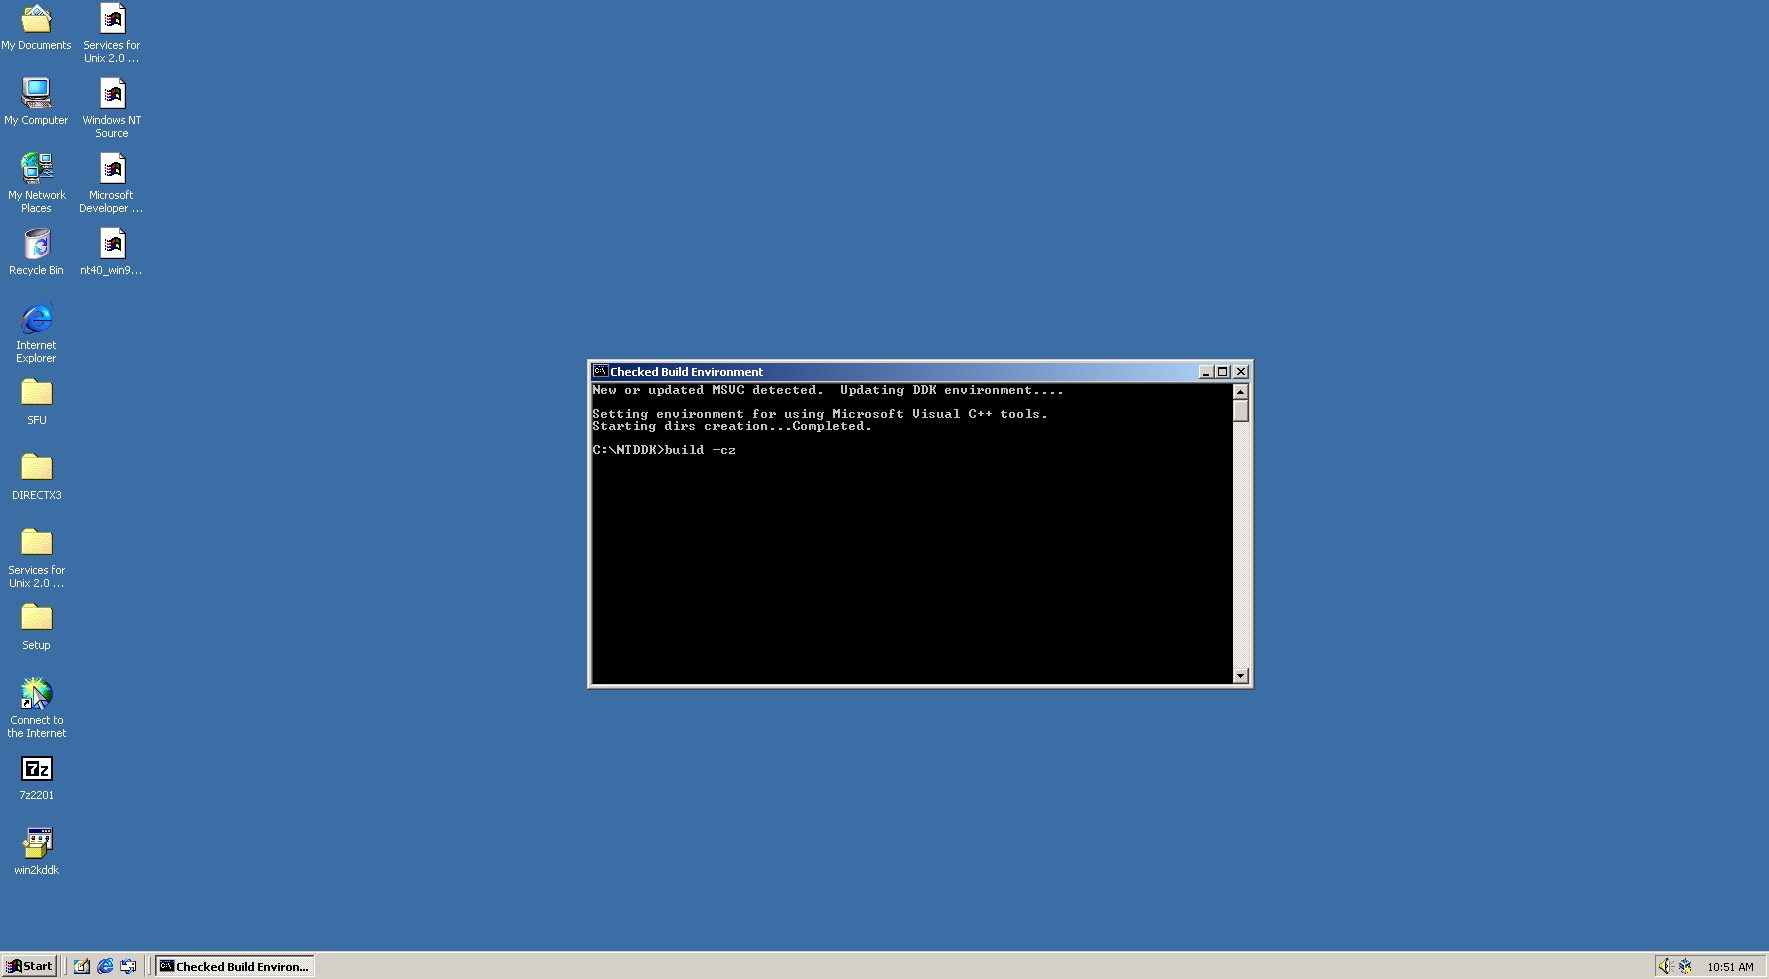 My Documents
Services for
Unix 2.0 ...
My Computer
Windows NT
Source
My Network
Places
Microsoft
Developer ...
Recycle Bin
nt40_win9...
Internet
Explorer
SFU
DIRECTX3
Services for
Unix 2.0 ...
Setup
Connect to
the Internet
7z
7z2201
win2kddk
C:\ Checked Build Environment
New or updated MSVC detected.  Updating DDK environment....
Setting environment for using Microsoft Visual C++ tools.
Starting dirs creation...Completed.
C:\NTDDK>build -cz
Start
C:\ Checked Build Environ...
10:51 AM